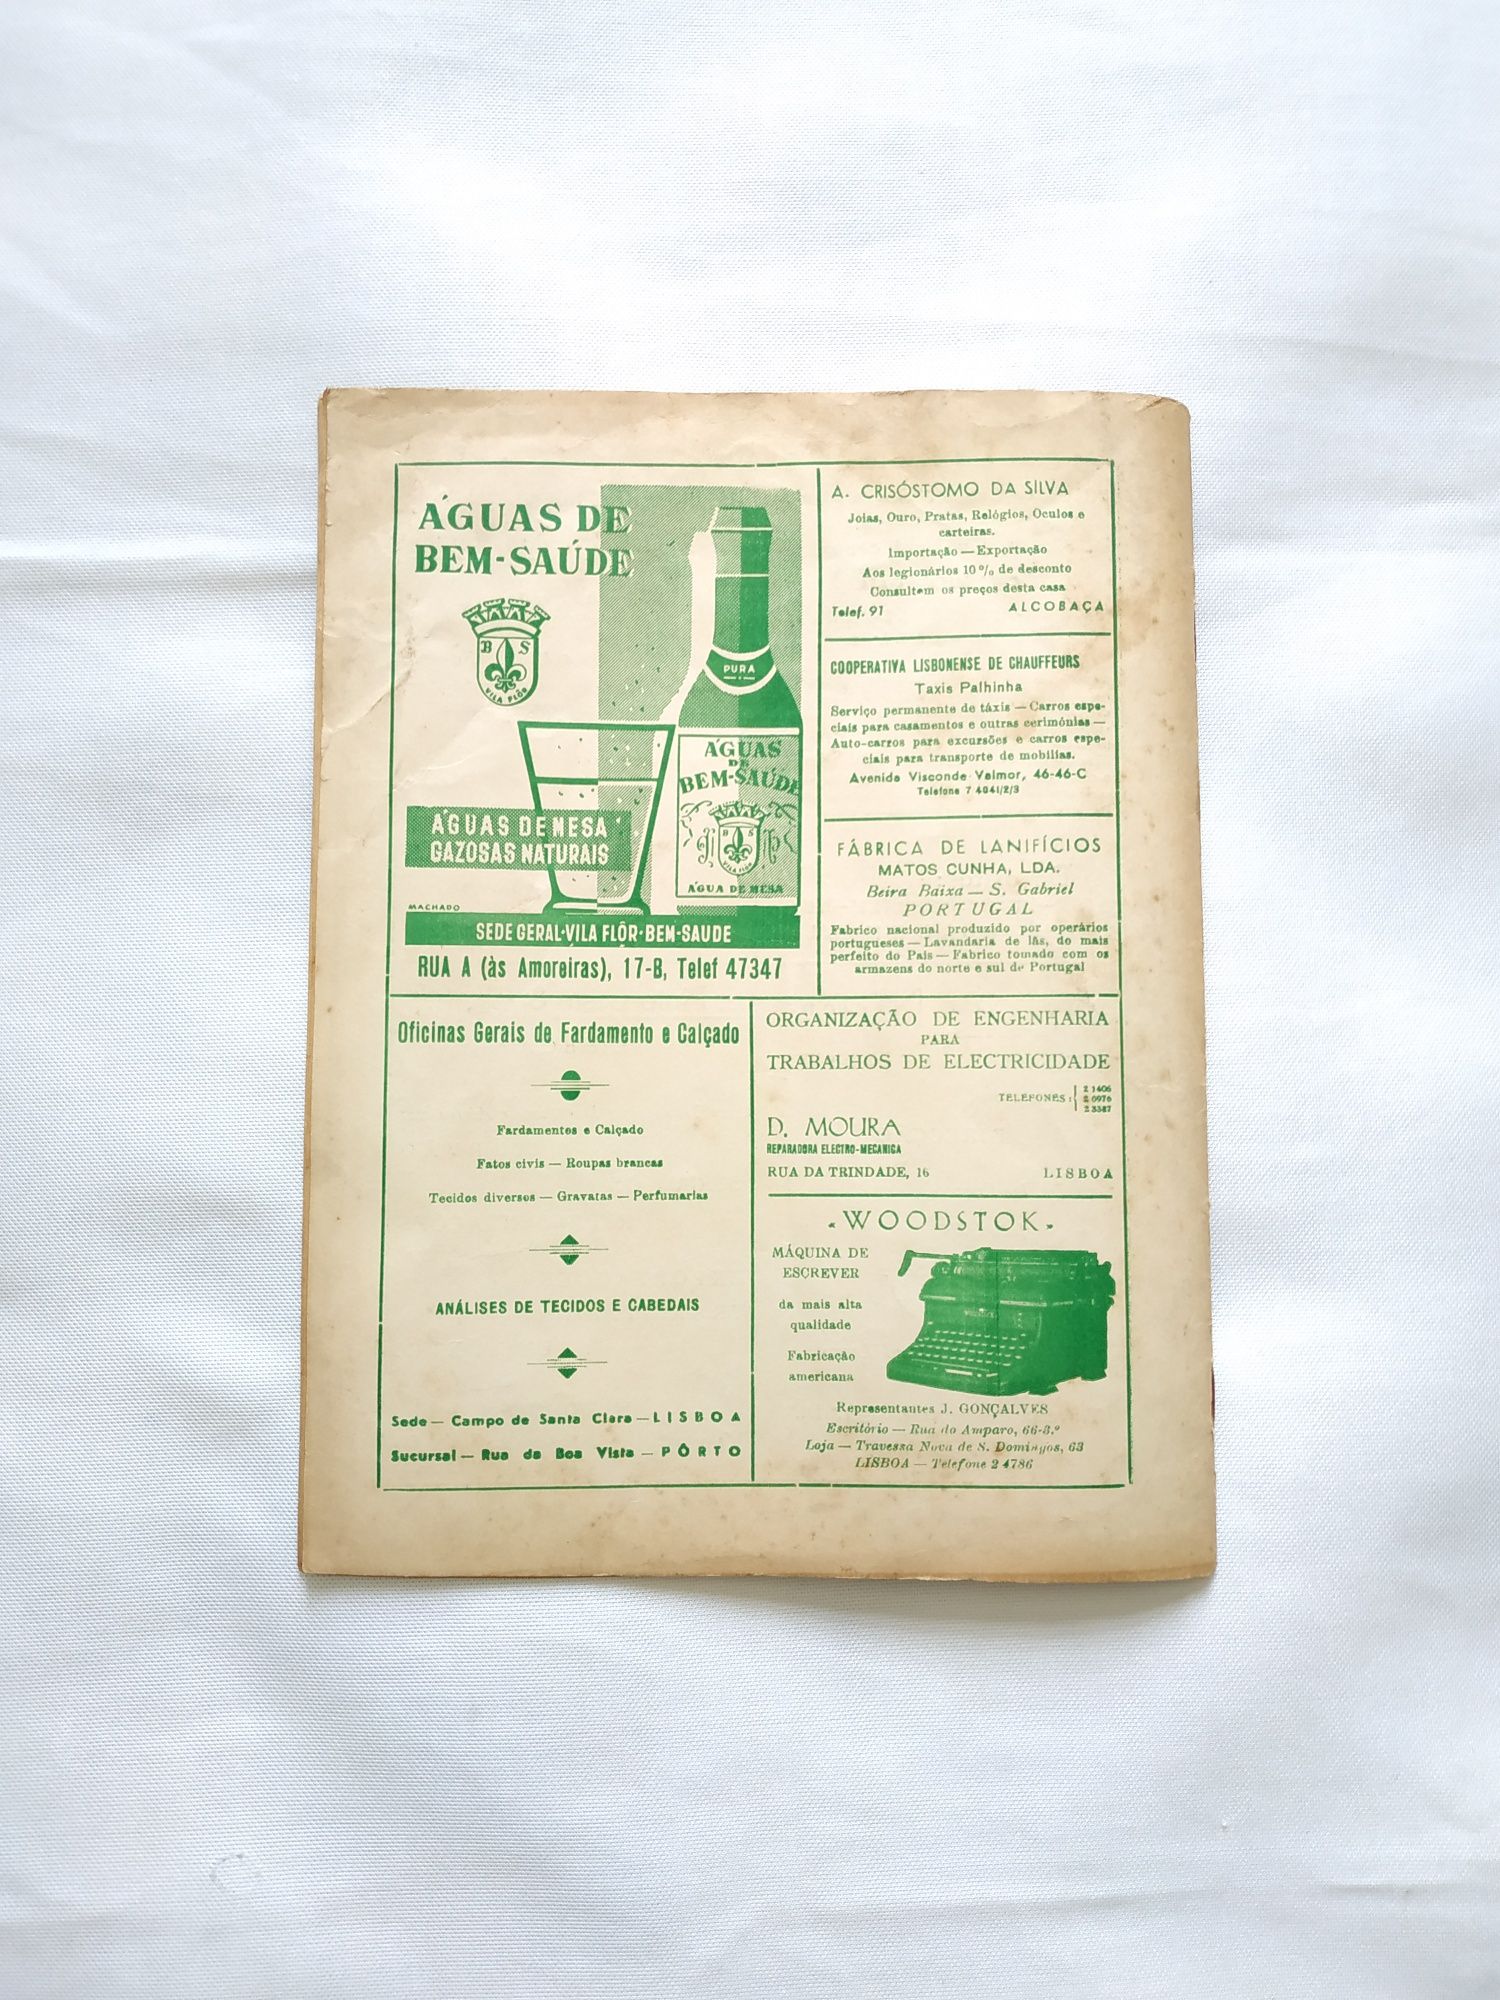 ÁGUAS DE
BEM-SAÚDE
B S
VILA FLÔR
PURA
ÁGUAS
DE
BEM-SAÚDE
B S
VILA FLÔR
ÁGUA DE MESA
ÁGUAS DE MESA
GAZOSAS NATURAIS
MACHADO
SEDE GERAL·VILA FLÔR·BEM-SAUDE
RUA A (às Amoreiras), 17-B, Telef 47347
A. CRISÓSTOMO DA SILVA
Joias, Ouro, Pratas, Relógios, Oculos e
carteiras.
Importação — Exportação
Aos legionários 10 % de desconto
Consultem os preços desta casa
Telef. 91 ALCOBAÇA
COOPERATIVA LISBONENSE DE CHAUFFEURS
Taxis Palhinha
Serviço permanente de táxis — Carros espe-
ciais para casamentos e outras cerimónias —
Auto-carros para excursões e carros espe-
ciais para transporte de mobílias.
Avenida Visconde Valmor, 46-46-C
Telefone 7 4041/2/3
FÁBRICA DE LANIFÍCIOS
MATOS CUNHA, LDA.
Beira Baixa — S. Gabriel
PORTUGAL
Fabrico nacional produzido por operários
portugueses — Lavandaria de lãs, do mais
perfeito do País — Fabrico tomado com os
armazens do norte e sul de Portugal
Oficinas Gerais de Fardamento e Calçado
Fardamentos e Calçado
Fatos civis — Roupas brancas
Tecidos diversos — Gravatas — Perfumarias
ANÁLISES DE TECIDOS E CABEDAIS
Sede — Campo de Santa Clara — LISBOA
Sucursal — Rua da Boa Vista — PÔRTO
ORGANIZAÇÃO DE ENGENHARIA
PARA
TRABALHOS DE ELECTRICIDADE
TELEFONES: 2 1406
2 0976
2 3387
D. MOURA
REPARADORA ELECTRO-MECANICA
RUA DA TRINDADE, 16 LISBOA
«WOODSTOK»
MÁQUINA DE
ESCREVER
da mais alta
qualidade
Fabricação
americana
Representantes J. GONÇALVES
Escritório — Rua do Amparo, 66-3.º
Loja — Travessa Nova de S. Domingos, 63
LISBOA — Telefone 2 4786